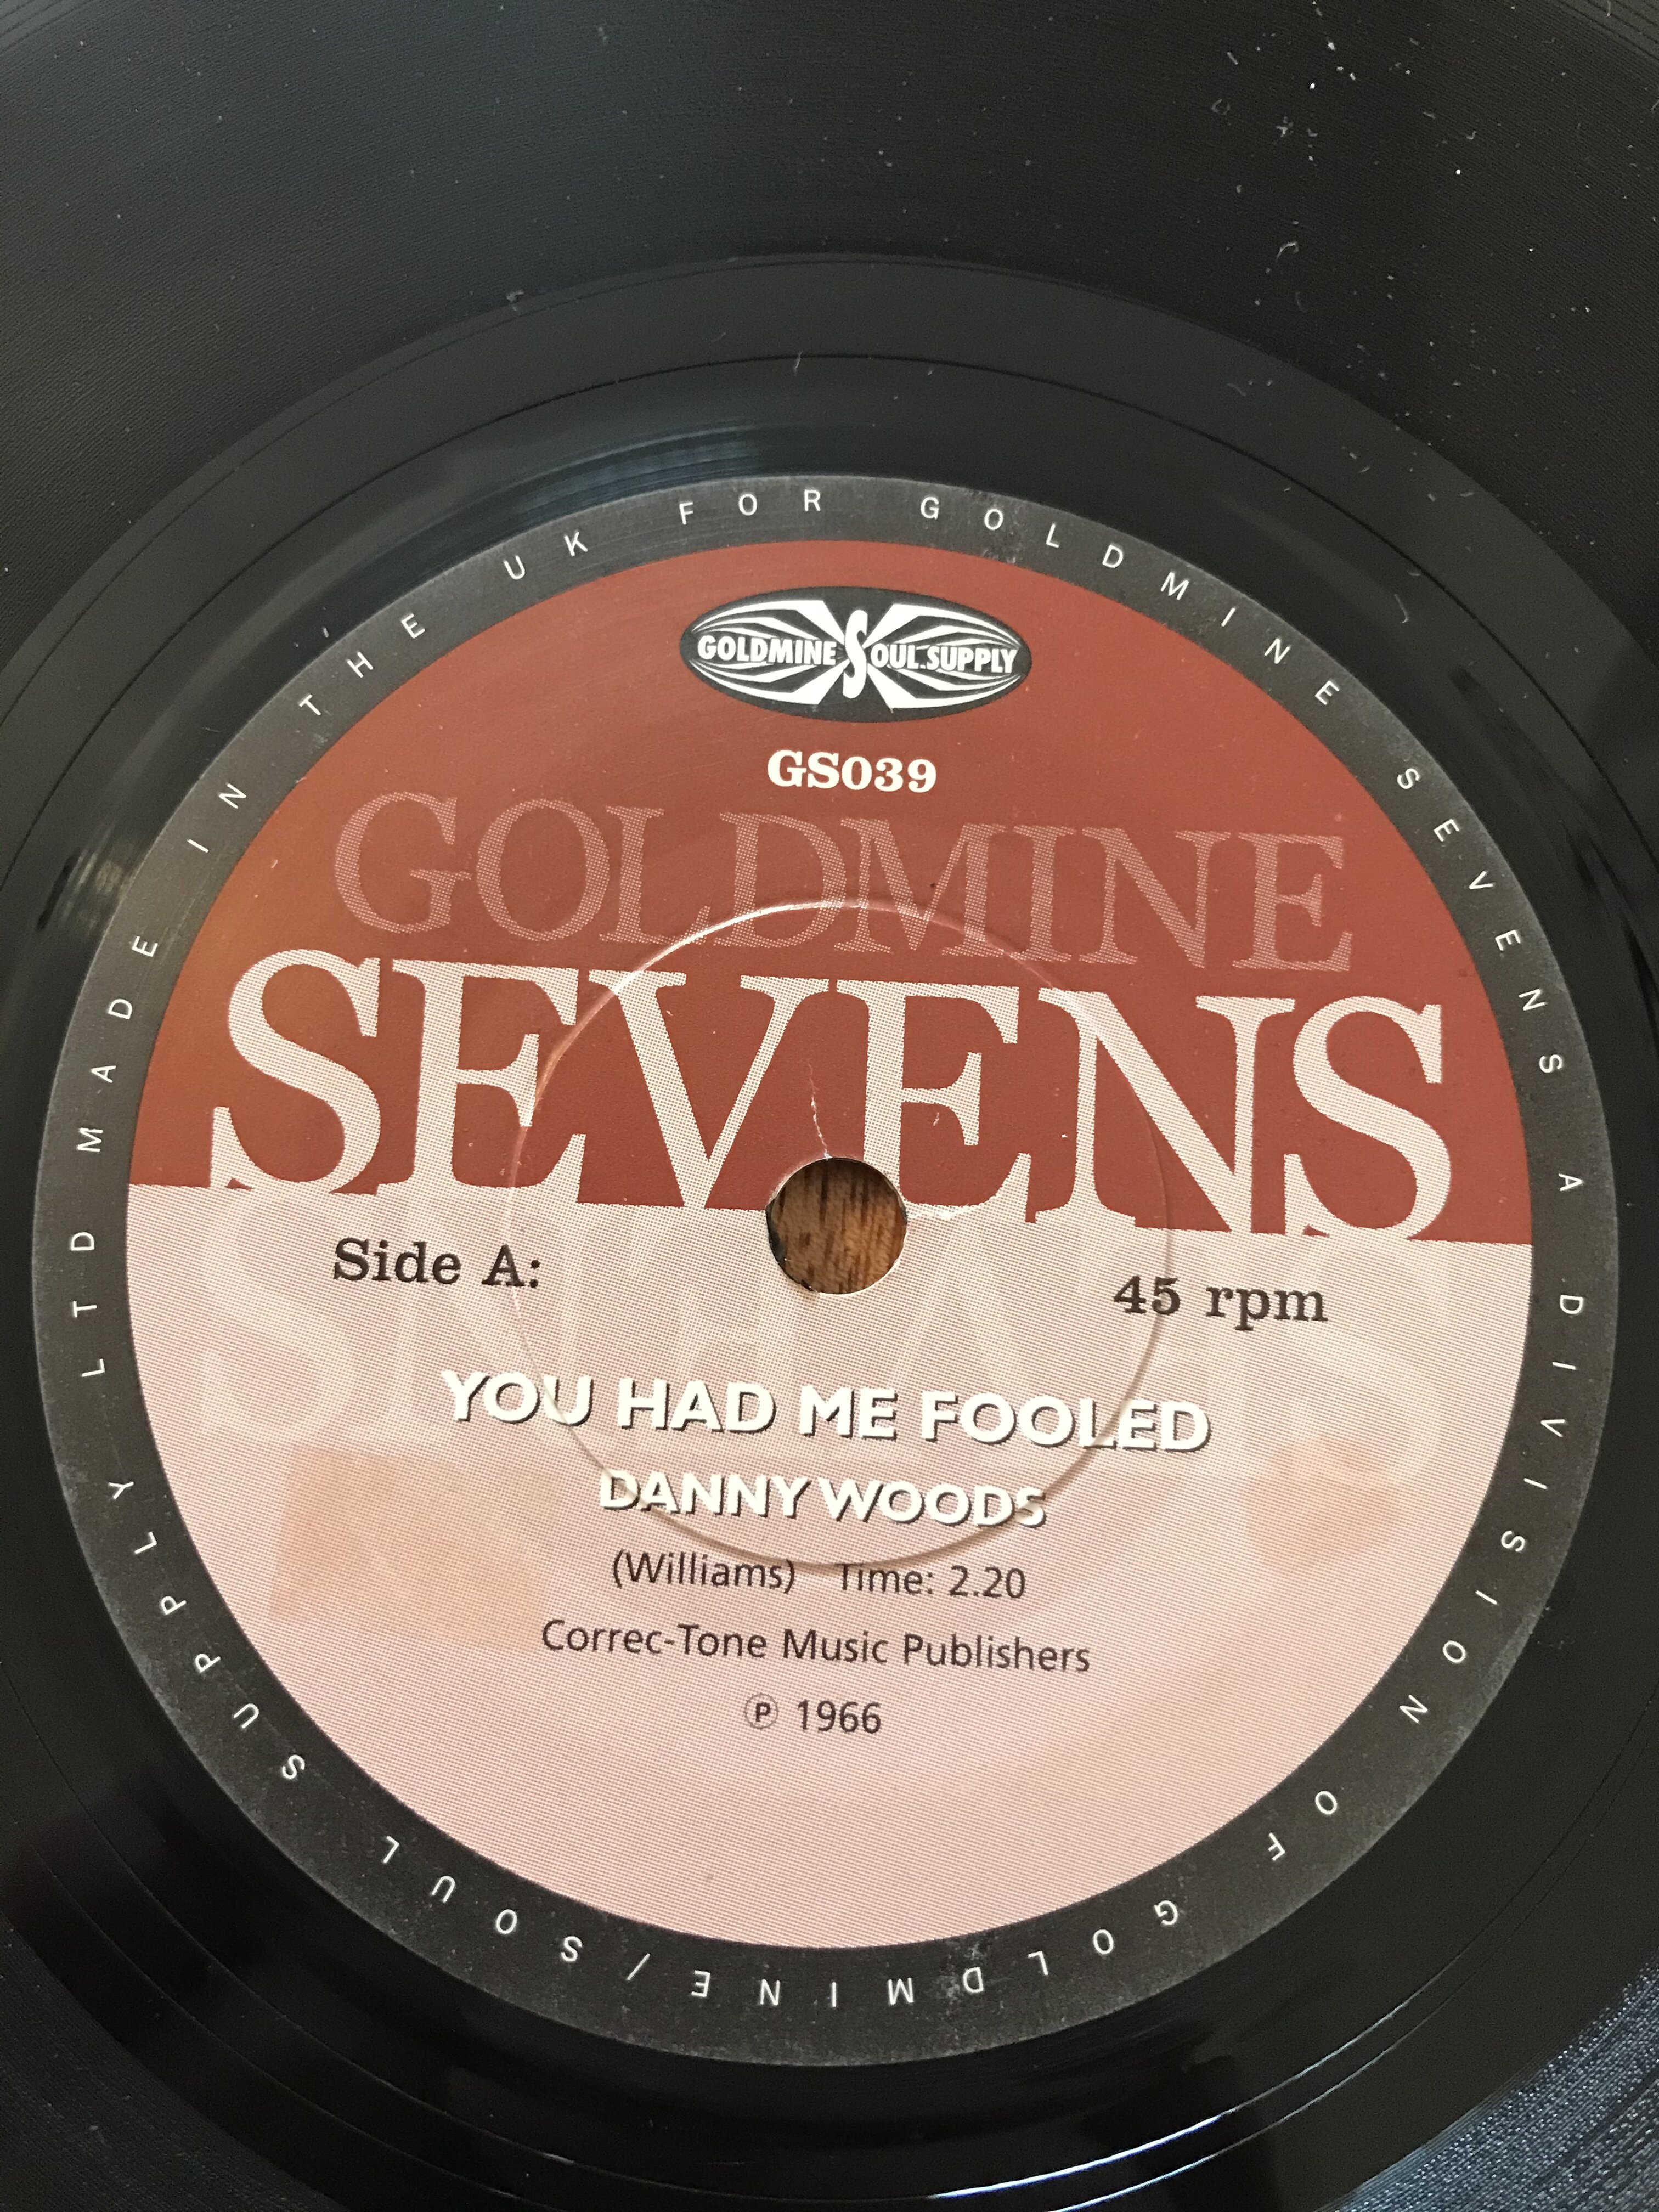 MADE IN THE UK FOR GOLDMINE SEVENS A DIVISION OF GOLDMINE/SOUL SUPPLY LTD
GOLDMINE SOUL SUPPLY
GS039
GOLDMINE
SEVENS
Side A:
45 rpm
YOU HAD ME FOOLED
DANNY WOODS
(Williams) Time: 2.20
Correc-Tone Music Publishers
℗ 1966